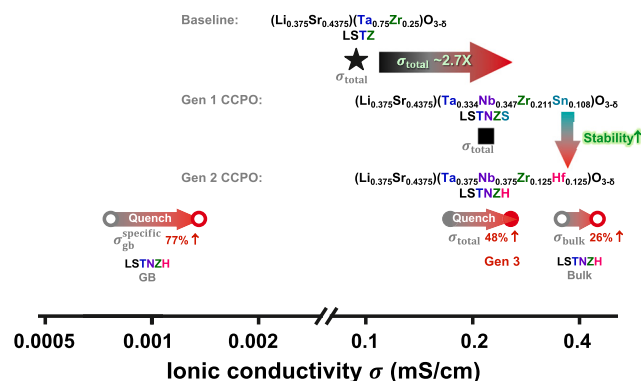 Baseline: (Li0.375Sr0.4375)(Ta0.75Zr0.25)O3-δ
LSTZ
σtotal ~2.7X
σtotal
Gen 1 CCPO: (Li0.375Sr0.4375)(Ta0.334Nb0.347Zr0.211Sn0.108)O3-δ
LSTNZS
σtotal
Stability↑
Gen 2 CCPO: (Li0.375Sr0.4375)(Ta0.375Nb0.375Zr0.125Hf0.125)O3-δ
LSTNZH
Quench Quench
σgbspecific 77% ↑ σtotal 48% ↑ σbulk 26% ↑
LSTNZH Gen 3 LSTNZH
GB Bulk
0.0005 0.001 0.002 0.1 0.2 0.4
Ionic conductivity σ (mS/cm)